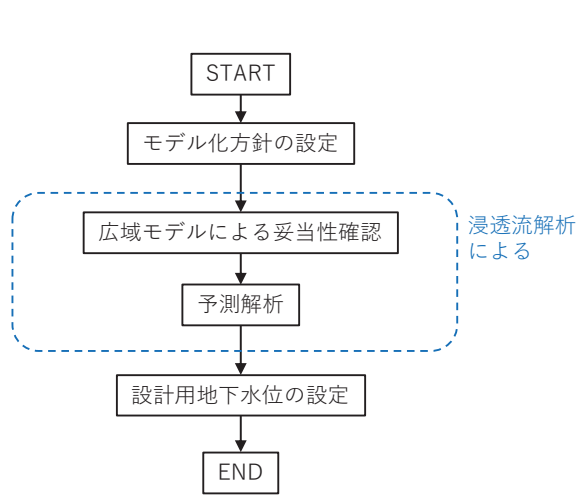 START
モデル化方針の設定
広域モデルによる妥当性確認
浸透流解析
による
予測解析
設計用地下水位の設定
END